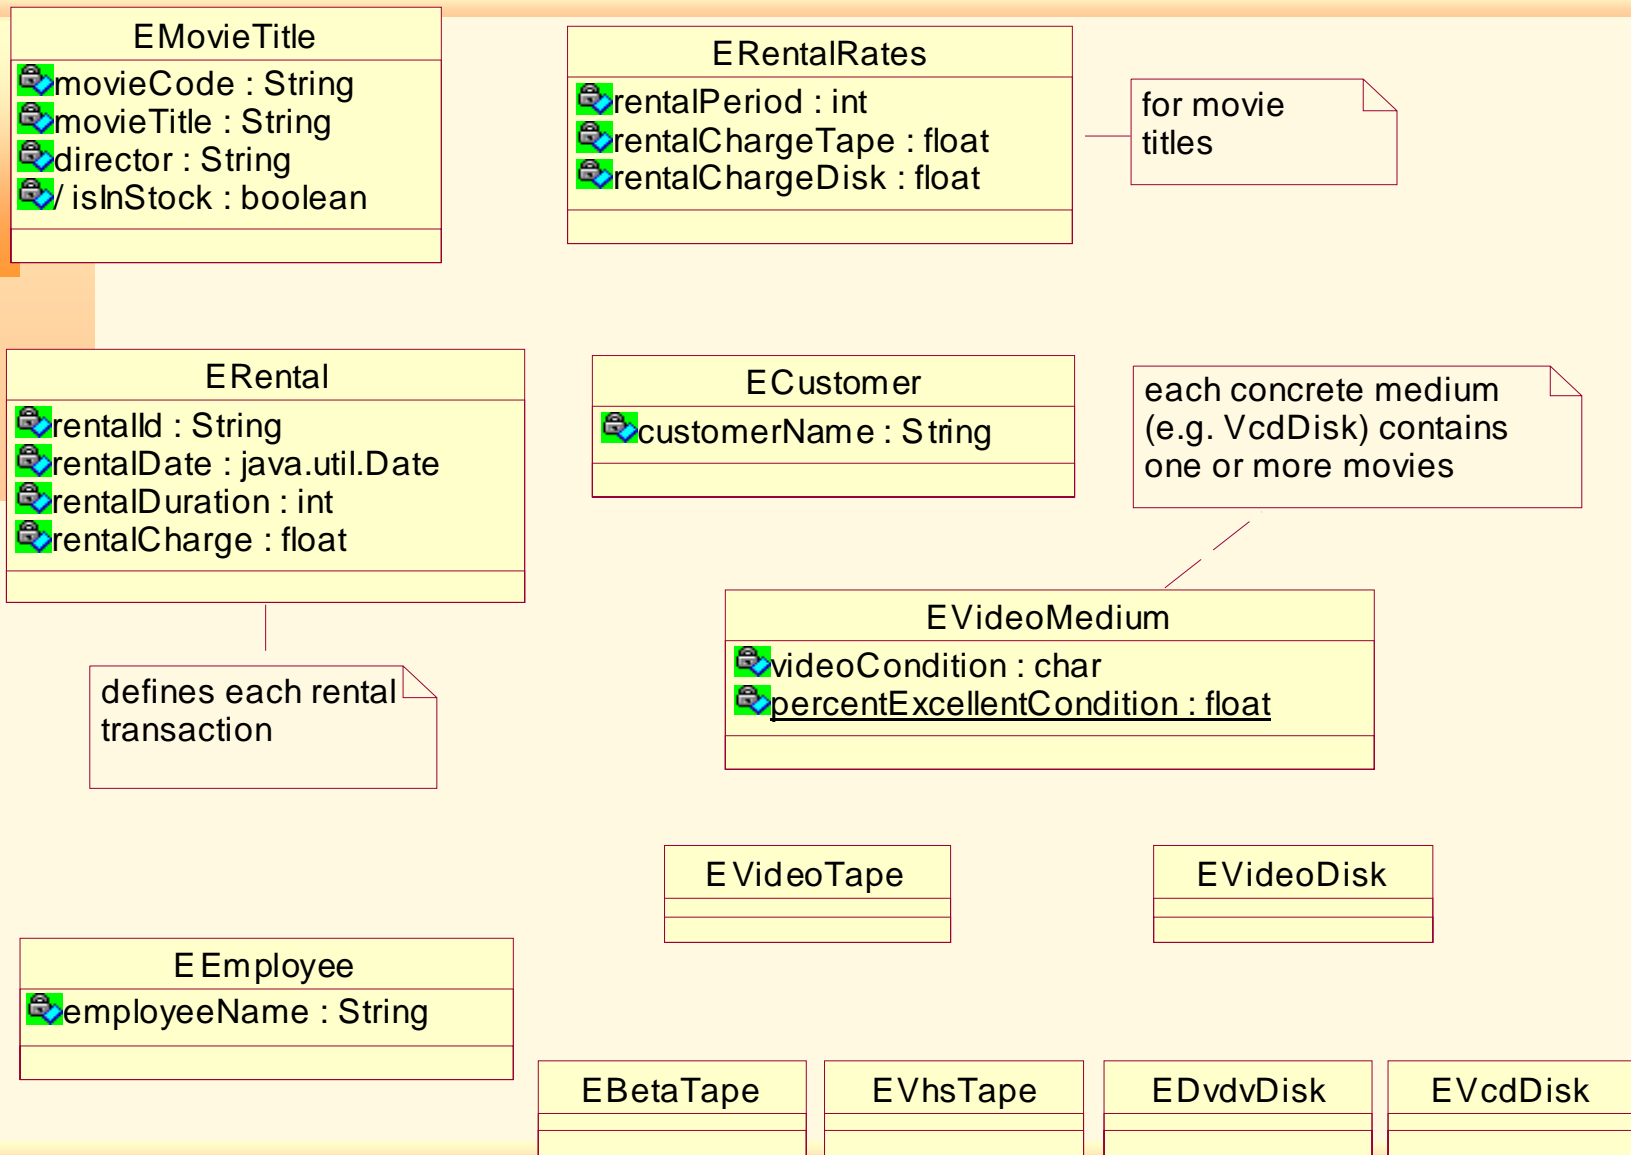 EMovieTitle
movieCode : String
movieTitle : String
director : String
/ isInStock : boolean
ERentalRates
rentalPeriod : int
rentalChargeTape : float
rentalChargeDisk : float
for movie
titles
ERental
rentalId : String
rentalDate : java.util.Date
rentalDuration : int
rentalCharge : float
ECustomer
customerName : String
each concrete medium
(e.g. VcdDisk) contains
one or more movies
defines each rental
transaction
EVideoMedium
videoCondition : char
percentExcellentCondition : float
EVideoTape
EVideoDisk
EEmployee
employeeName : String
EBetaTape
EVhsTape
EDvdvDisk
EVcdDisk